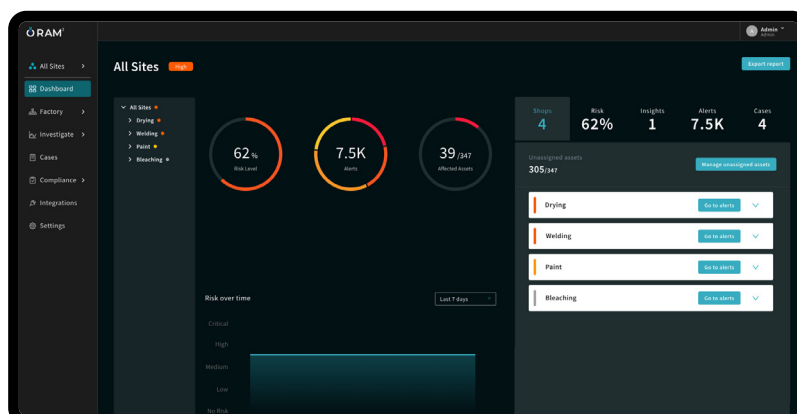 ŌRAM³
Admin
Admin
All Sites
Dashboard
Factory
Investigate
Cases
Compliance
Integrations
Settings
All Sites
High
Export report
All Sites
Drying
Welding
Paint
Bleaching
62 %
Risk Level
7.5K
Alerts
39 /347
Affected Assets
Shops
4
Risk
62%
Insights
1
Alerts
7.5K
Cases
4
Unassigned assets
305/347
Manage unassigned assets
Drying
Go to alerts
Welding
Go to alerts
Paint
Go to alerts
Bleaching
Go to alerts
Risk over time
Last 7 days
Critical
High
Medium
Low
No Risk